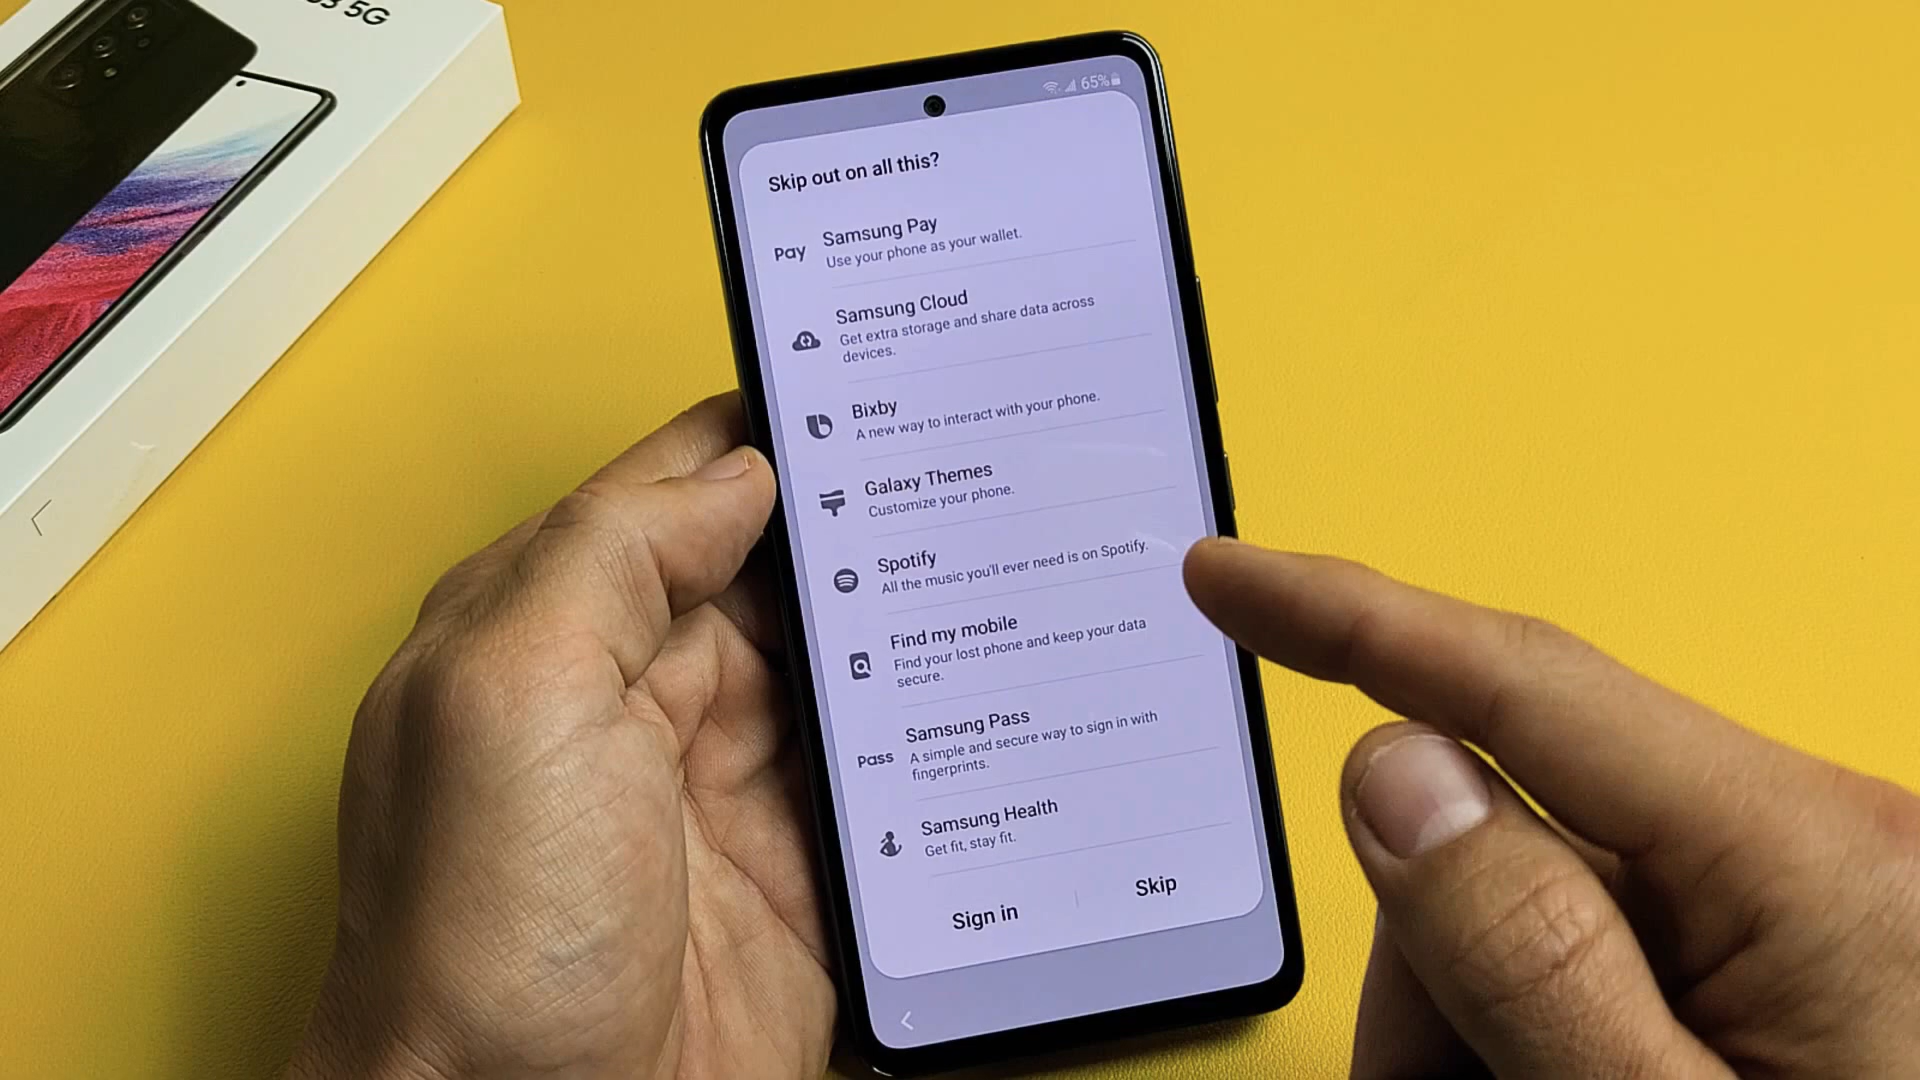 5G
65%
Skip out on all this?
Pay
Samsung Pay
Use your phone as your wallet.
Samsung Cloud
Get extra storage and share data across
devices.
Bixby
A new way to interact with your phone.
Galaxy Themes
Customize your phone.
Spotify
All the music you'll ever need is on Spotify.
Find my mobile
Find your lost phone and keep your data
secure.
Pass
Samsung Pass
A simple and secure way to sign in with
fingerprints.
Samsung Health
Get fit, stay fit.
Sign in
Skip